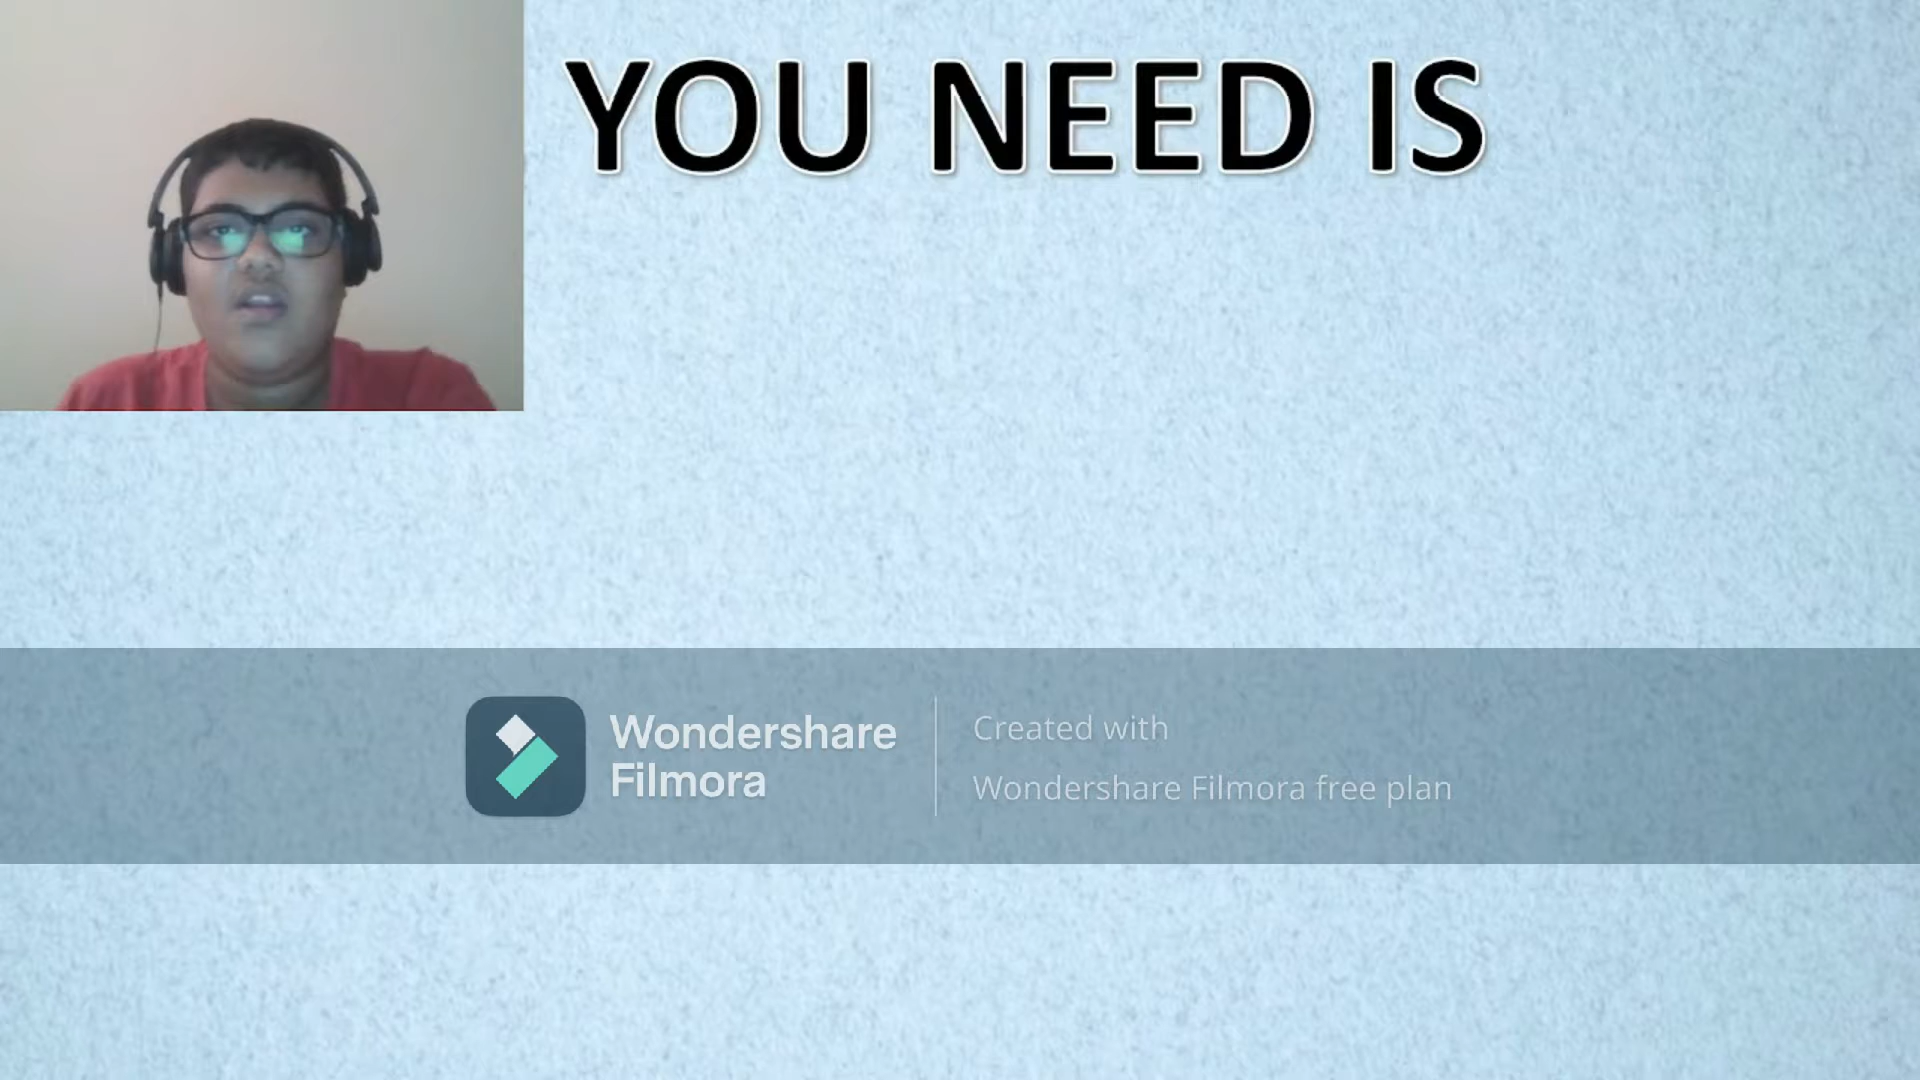 YOU NEED IS
Wondershare
Filmora
Created with
Wondershare Filmora free plan